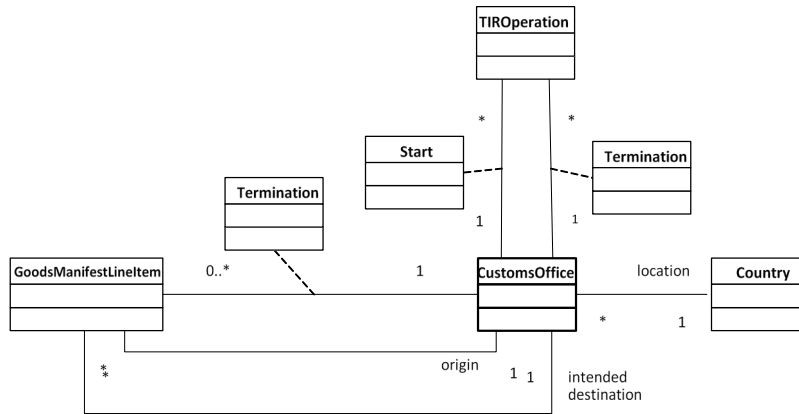 TIROperation
* *
Start
Termination
Termination
1 1
GoodsManifestLineItem
0..*
1
CustomsOffice
location
Country
*
1
*
*
origin
1 1
intended
destination